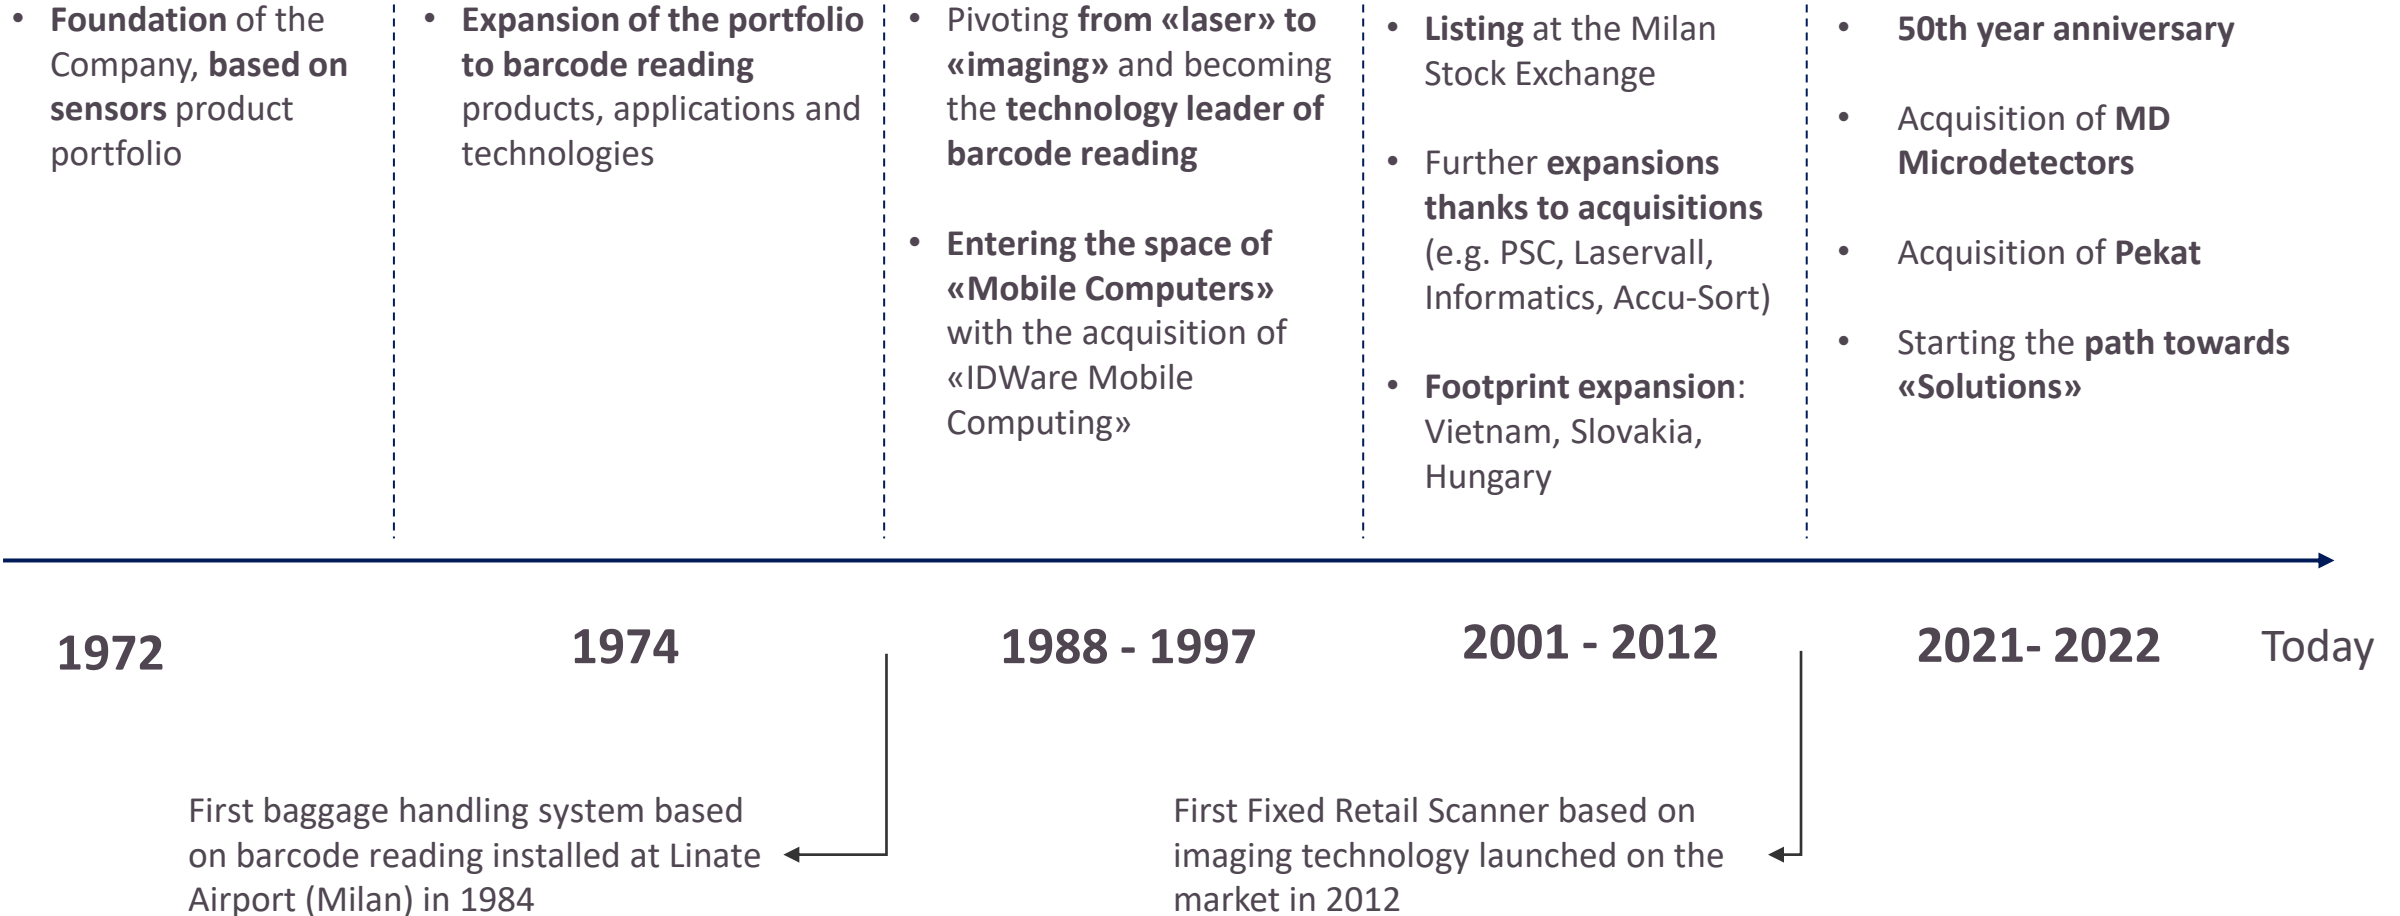 • Foundation of the
Company, based on
sensors product
portfolio
• Expansion of the portfolio
to barcode reading
products, applications and
technologies
• Pivoting from «laser» to
«imaging» and becoming
the technology leader of
barcode reading
• Entering the space of
«Mobile Computers»
with the acquisition of
«IDWare Mobile
Computing»
• Listing at the Milan
Stock Exchange
• Further expansions
thanks to acquisitions
(e.g. PSC, Laservall,
Informatics, Accu-Sort)
• Footprint expansion:
Vietnam, Slovakia,
Hungary
• 50th year anniversary
• Acquisition of MD
Microdetectors
• Acquisition of Pekat
• Starting the path towards
«Solutions»
1972
1974
1988 - 1997
2001 - 2012
2021- 2022
Today
First baggage handling system based
on barcode reading installed at Linate
Airport (Milan) in 1984
First Fixed Retail Scanner based on
imaging technology launched on the
market in 2012